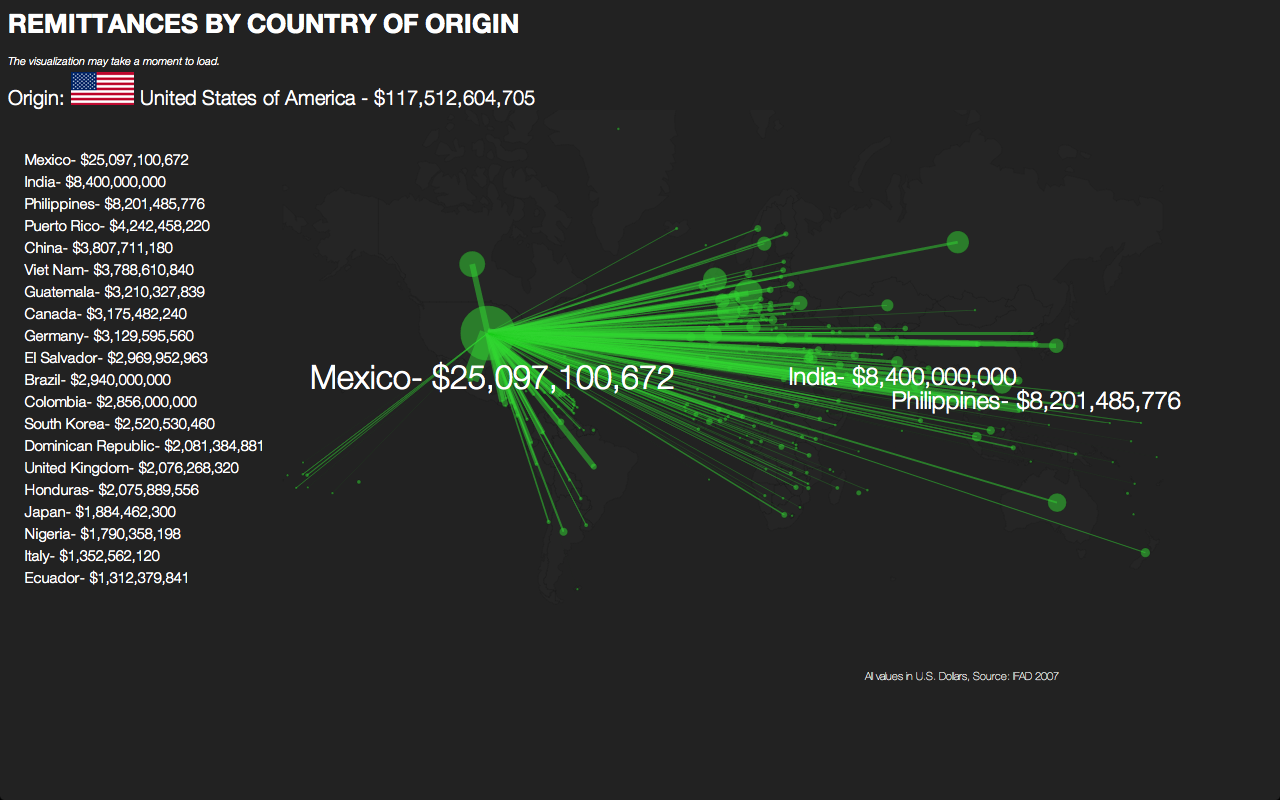 REMITTANCES BY COUNTRY OF ORIGIN
The visualization may take a moment to load.
Origin: United States of America - $117,512,604,705
Mexico- $25,097,100,672
India- $8,400,000,000
Philippines- $8,201,485,776
Puerto Rico- $4,242,458,220
China- $3,807,711,180
Viet Nam- $3,788,610,840
Guatemala- $3,210,327,839
Canada- $3,175,482,240
Germany- $3,129,595,560
El Salvador- $2,969,952,963
Brazil- $2,940,000,000
Colombia- $2,856,000,000
South Korea- $2,520,530,460
Dominican Republic- $2,081,384,881
United Kingdom- $2,076,268,320
Honduras- $2,075,889,556
Japan- $1,884,462,300
Nigeria- $1,790,358,198
Italy- $1,352,562,120
Ecuador- $1,312,379,841
Mexico- $25,097,100,672
India- $8,400,000,000
Philippines- $8,201,485,776
All values in U.S. Dollars, Source: IFAD 2007